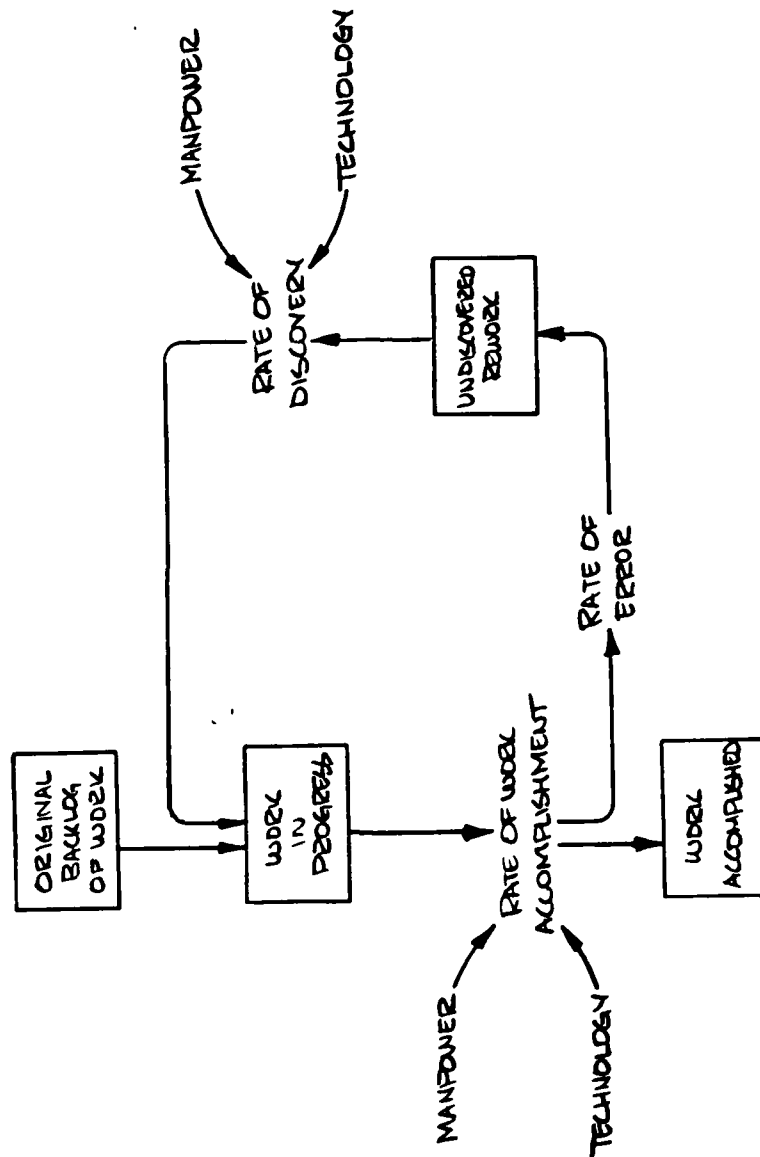 ORIGINAL
BACKLOG
OF WORK
WORK
IN
PROGRESS
RATE OF WORK
ACCOMPLISHMENT
MANPOWER
TECHNOLOGY
WORK
ACCOMPLISHED
RATE OF
ERROR
UNDISCOVERED
REWORK
RATE OF
DISCOVERY
MANPOWER
TECHNOLOGY